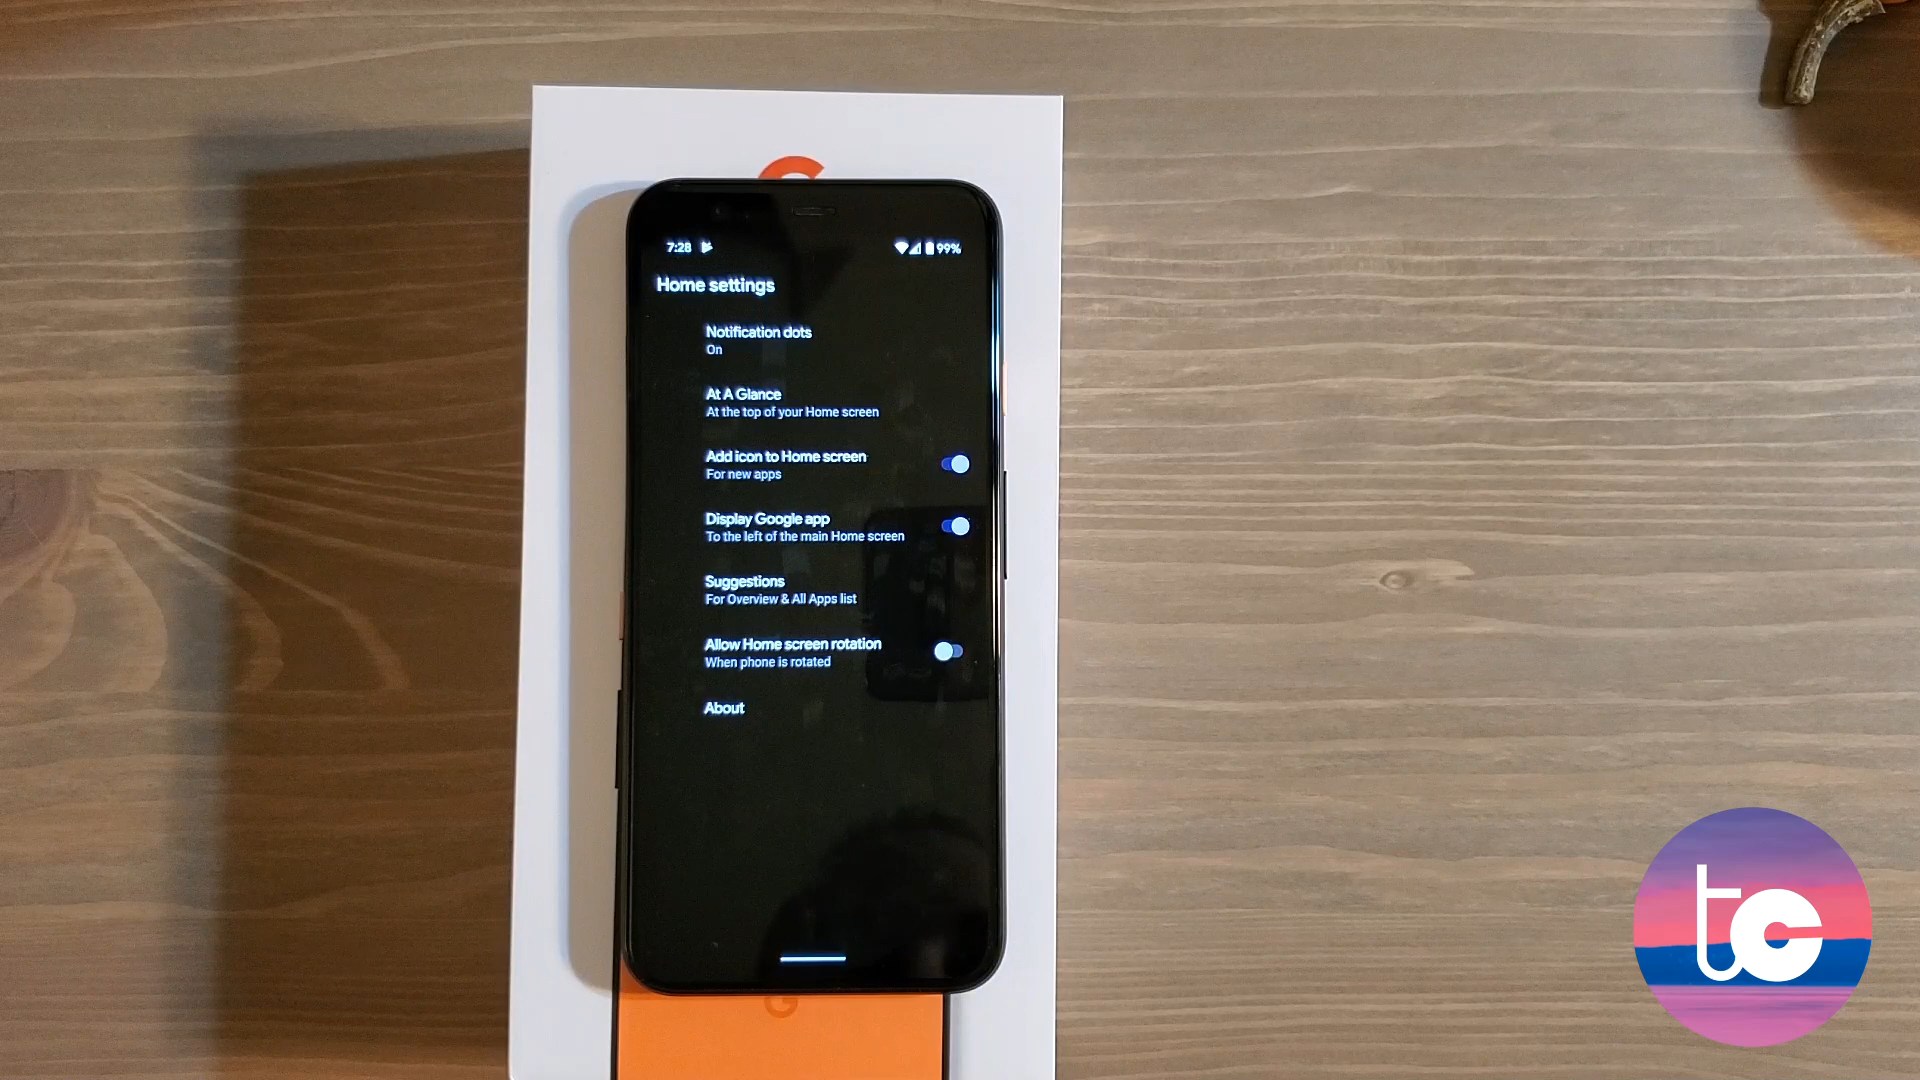 7:28
99%
Home settings
Notification dots
On
At A Glance
At the top of your Home screen
Add icon to Home screen
For new apps
Display Google app
To the left of the main Home screen
Suggestions
For Overview & All Apps list
Allow Home screen rotation
When phone is rotated
About
G
G
tc